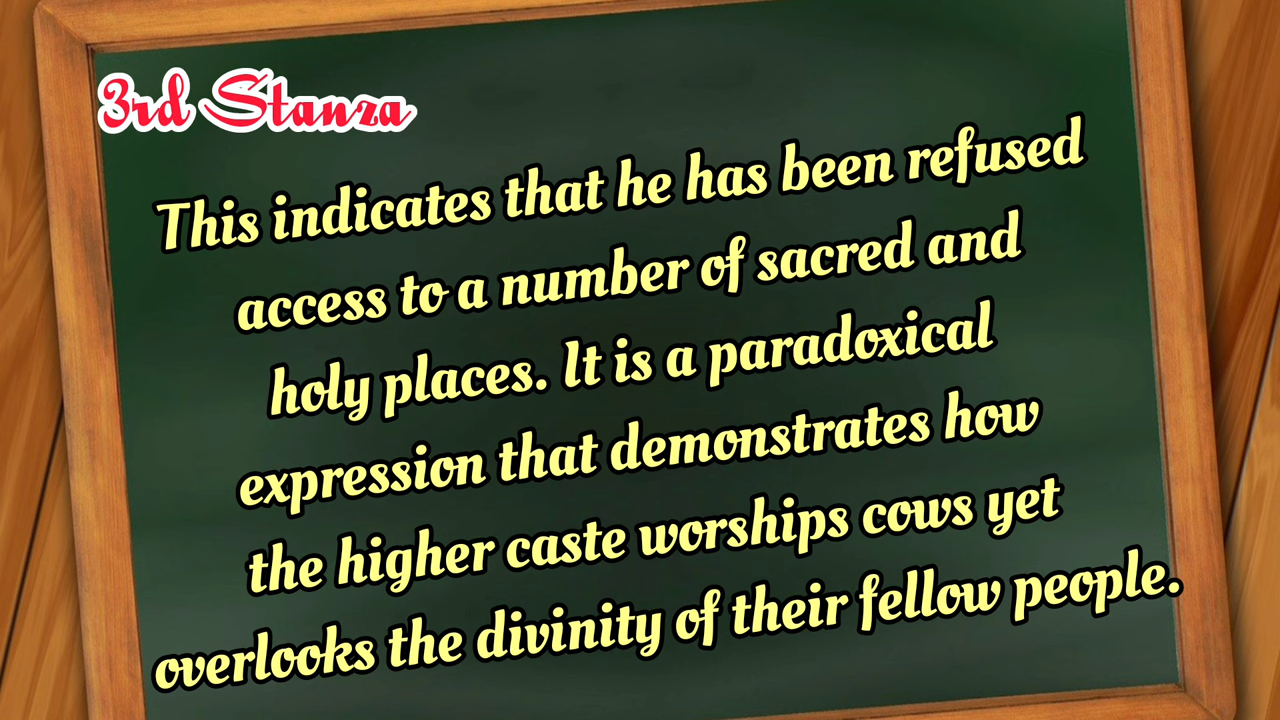 3rd Stanza
This indicates that he has been refused
access to a number of sacred and
holy places. It is a paradoxical
expression that demonstrates how
the higher caste worships cows yet
overlooks the divinity of their fellow people.